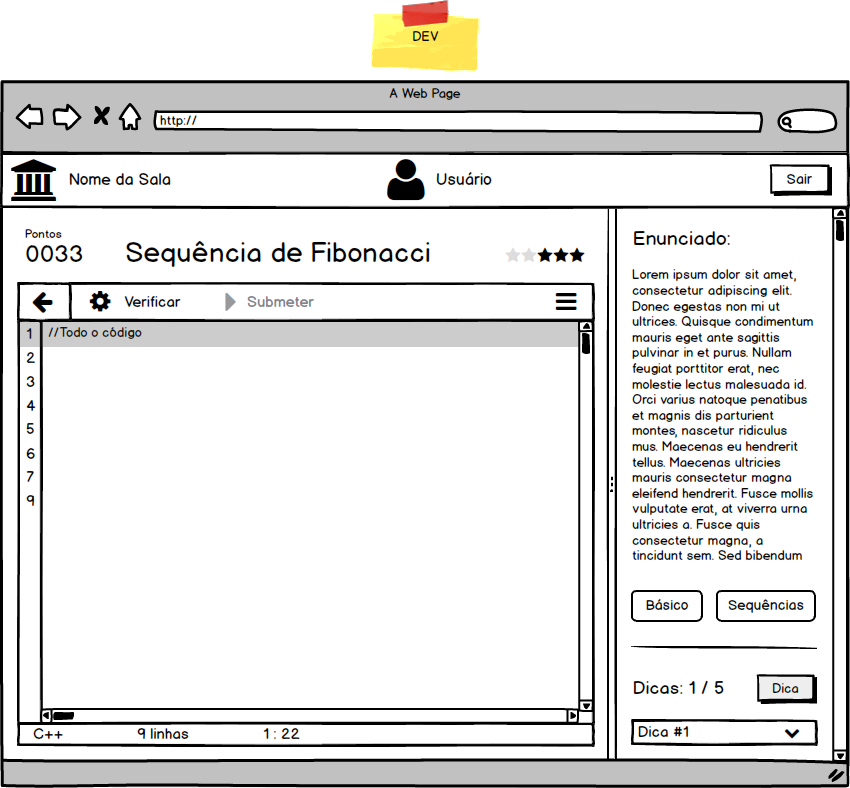 DEV
A Web Page
http://
Nome da Sala
Usuário
Sair
Pontos
0033
Sequência de Fibonacci
Verificar
Submeter
1 //Todo o código
2
3
4
5
6
7
9
C++ 9 linhas 1 : 22
Enunciado:
Lorem ipsum dolor sit amet,
consectetur adipiscing elit.
Donec egestas non mi ut
ultrices. Quisque condimentum
mauris eget ante sagittis
pulvinar in et purus. Nullam
feugiat porttitor erat, nec
molestie lectus malesuada id.
Orci varius natoque penatibus
et magnis dis parturient
montes, nascetur ridiculus
mus. Maecenas eu hendrerit
tellus. Maecenas ultricies
mauris consectetur magna
eleifend hendrerit. Fusce mollis
vulputate erat, at viverra urna
ultricies a. Fusce quis
consectetur magna, a
tincidunt sem. Sed bibendum
Básico
Sequências
Dicas: 1 / 5
Dica
Dica #1